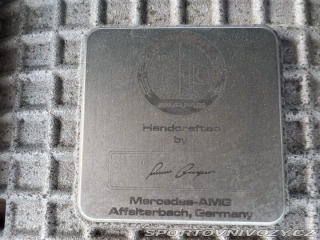 AMG
Handcrafted
by
Mercedes-AMG
Affalterbach, Germany
SPORTOVNIVOZY.CZ